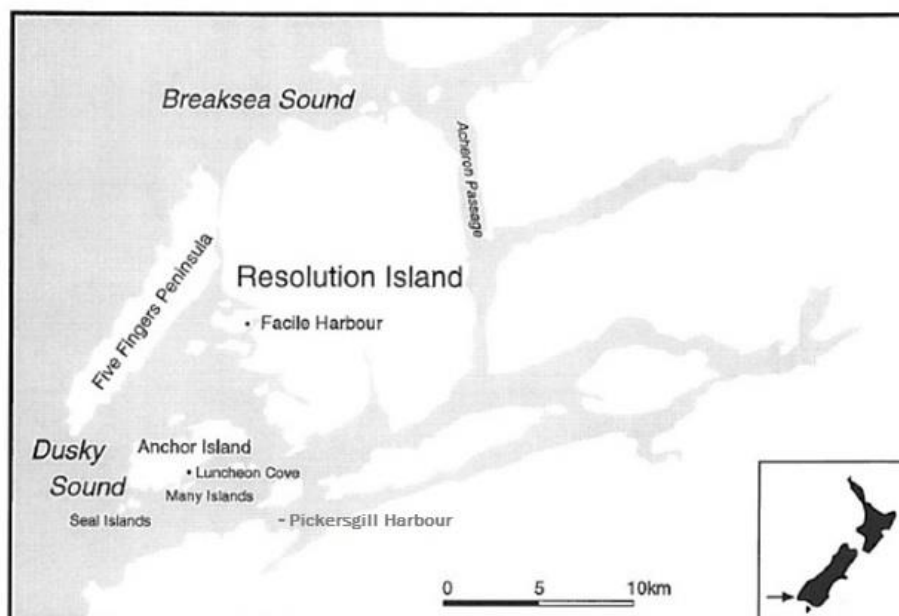 Breaksea Sound
Acheron Passage
Five Fingers Peninsula
Resolution Island
Facile Harbour
Dusky
Sound
Anchor Island
Luncheon Cove
Many Islands
Seal Islands
Pickersgill Harbour
0 5 10km